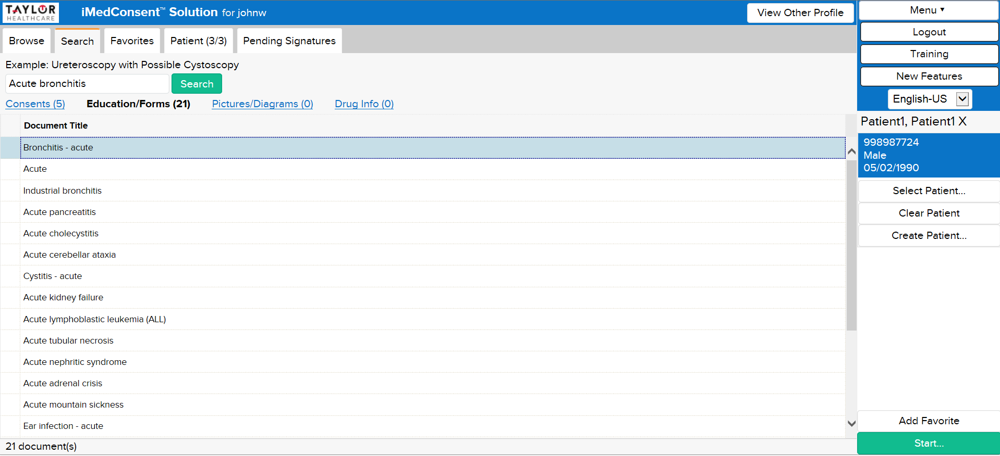 TAYLOR
HEALTHCARE
iMedConsent™ Solution for johnw
View Other Profile
Menu ▼
Logout
Training
New Features
English-US
Browse
Search
Favorites
Patient (3/3)
Pending Signatures
Example: Ureteroscopy with Possible Cystoscopy
Acute bronchitis
Search
Consents (5)
Education/Forms (21)
Pictures/Diagrams (0)
Drug Info (0)
Document Title
Bronchitis - acute
Acute
Industrial bronchitis
Acute pancreatitis
Acute cholecystitis
Acute cerebellar ataxia
Cystitis - acute
Acute kidney failure
Acute lymphoblastic leukemia (ALL)
Acute tubular necrosis
Acute nephritic syndrome
Acute adrenal crisis
Acute mountain sickness
Ear infection - acute
21 document(s)
Patient1, Patient1 X
998987724
Male
05/02/1990
Select Patient...
Clear Patient
Create Patient...
Add Favorite
Start...